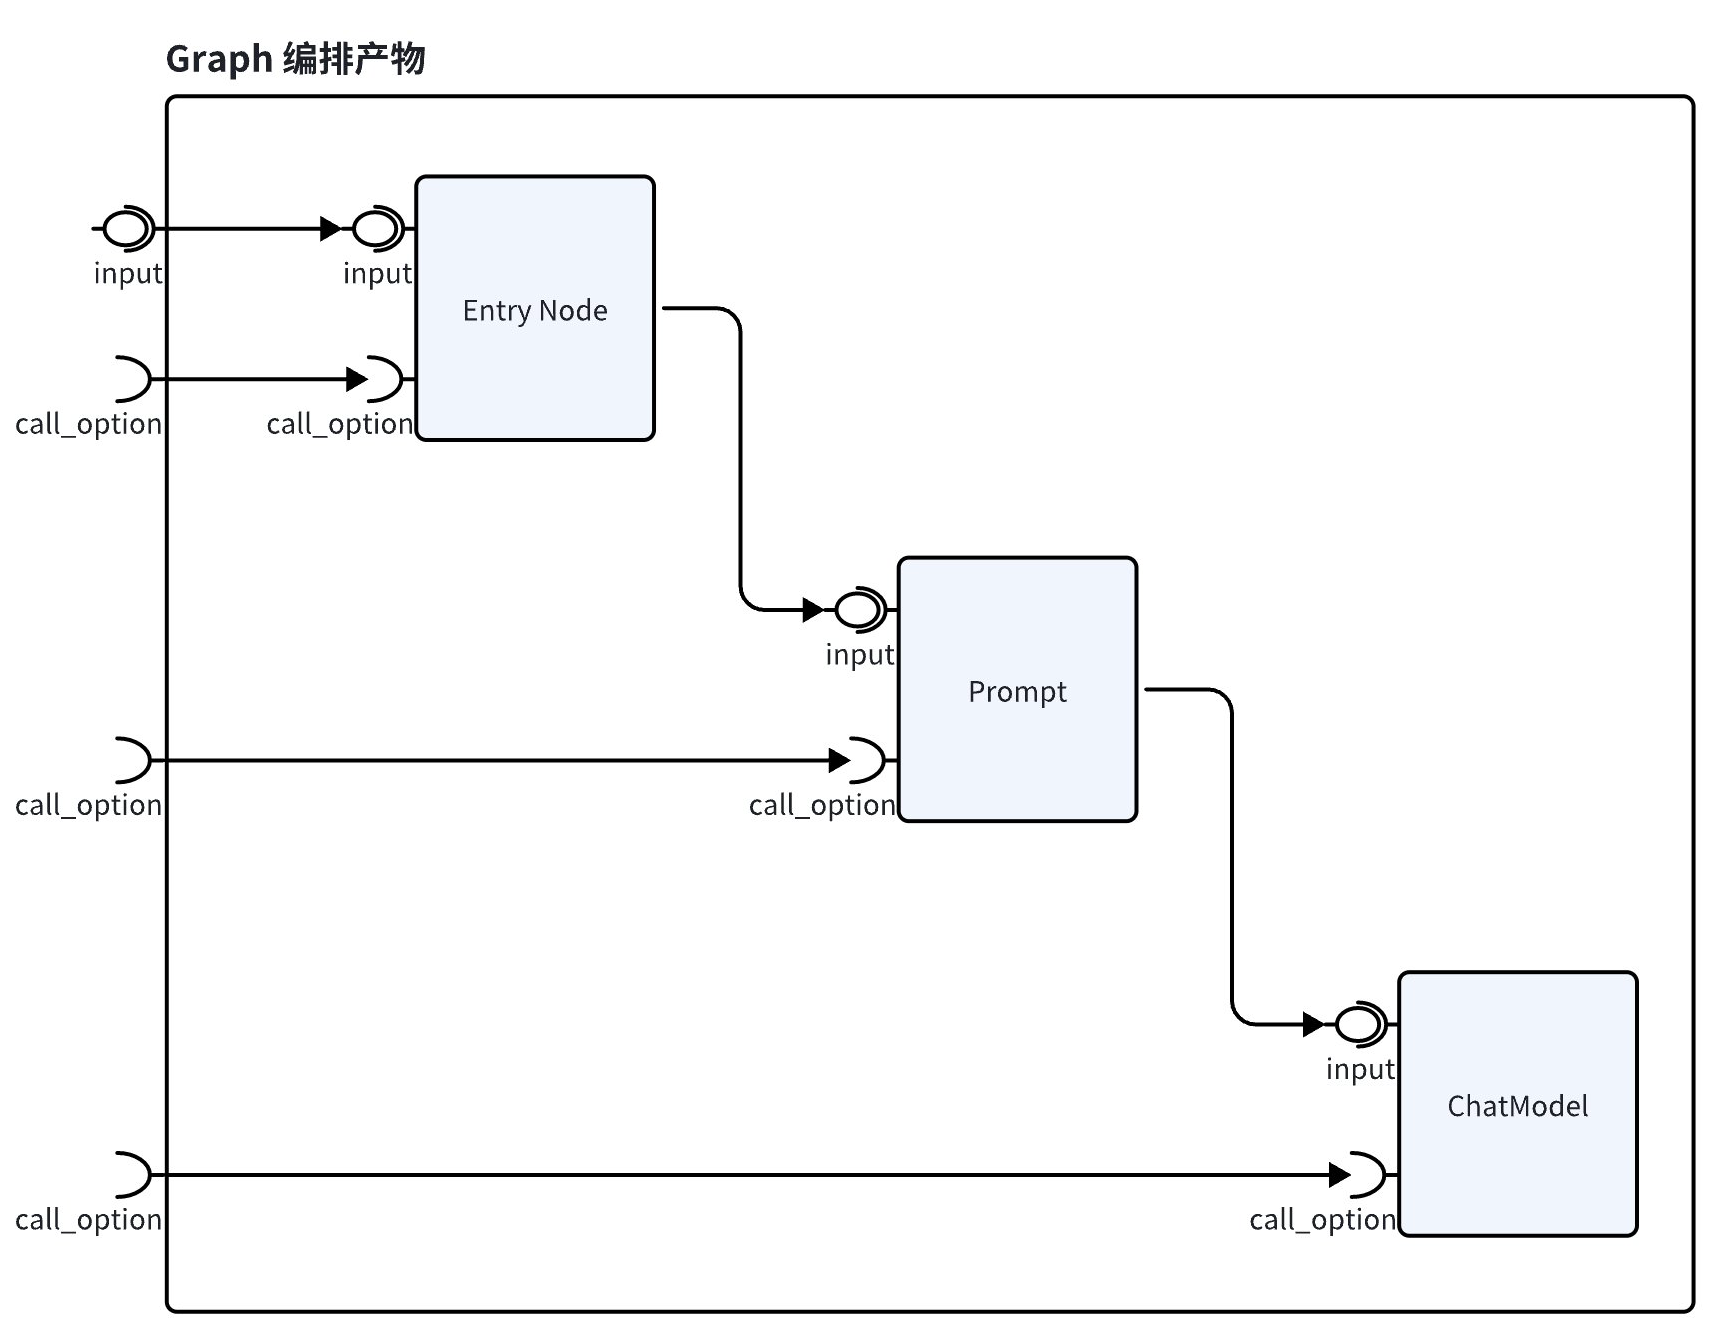 Graph 编排产物
input
input
Entry Node
call_option
call_option
input
Prompt
call_option
call_option
input
ChatModel
call_option
call_option